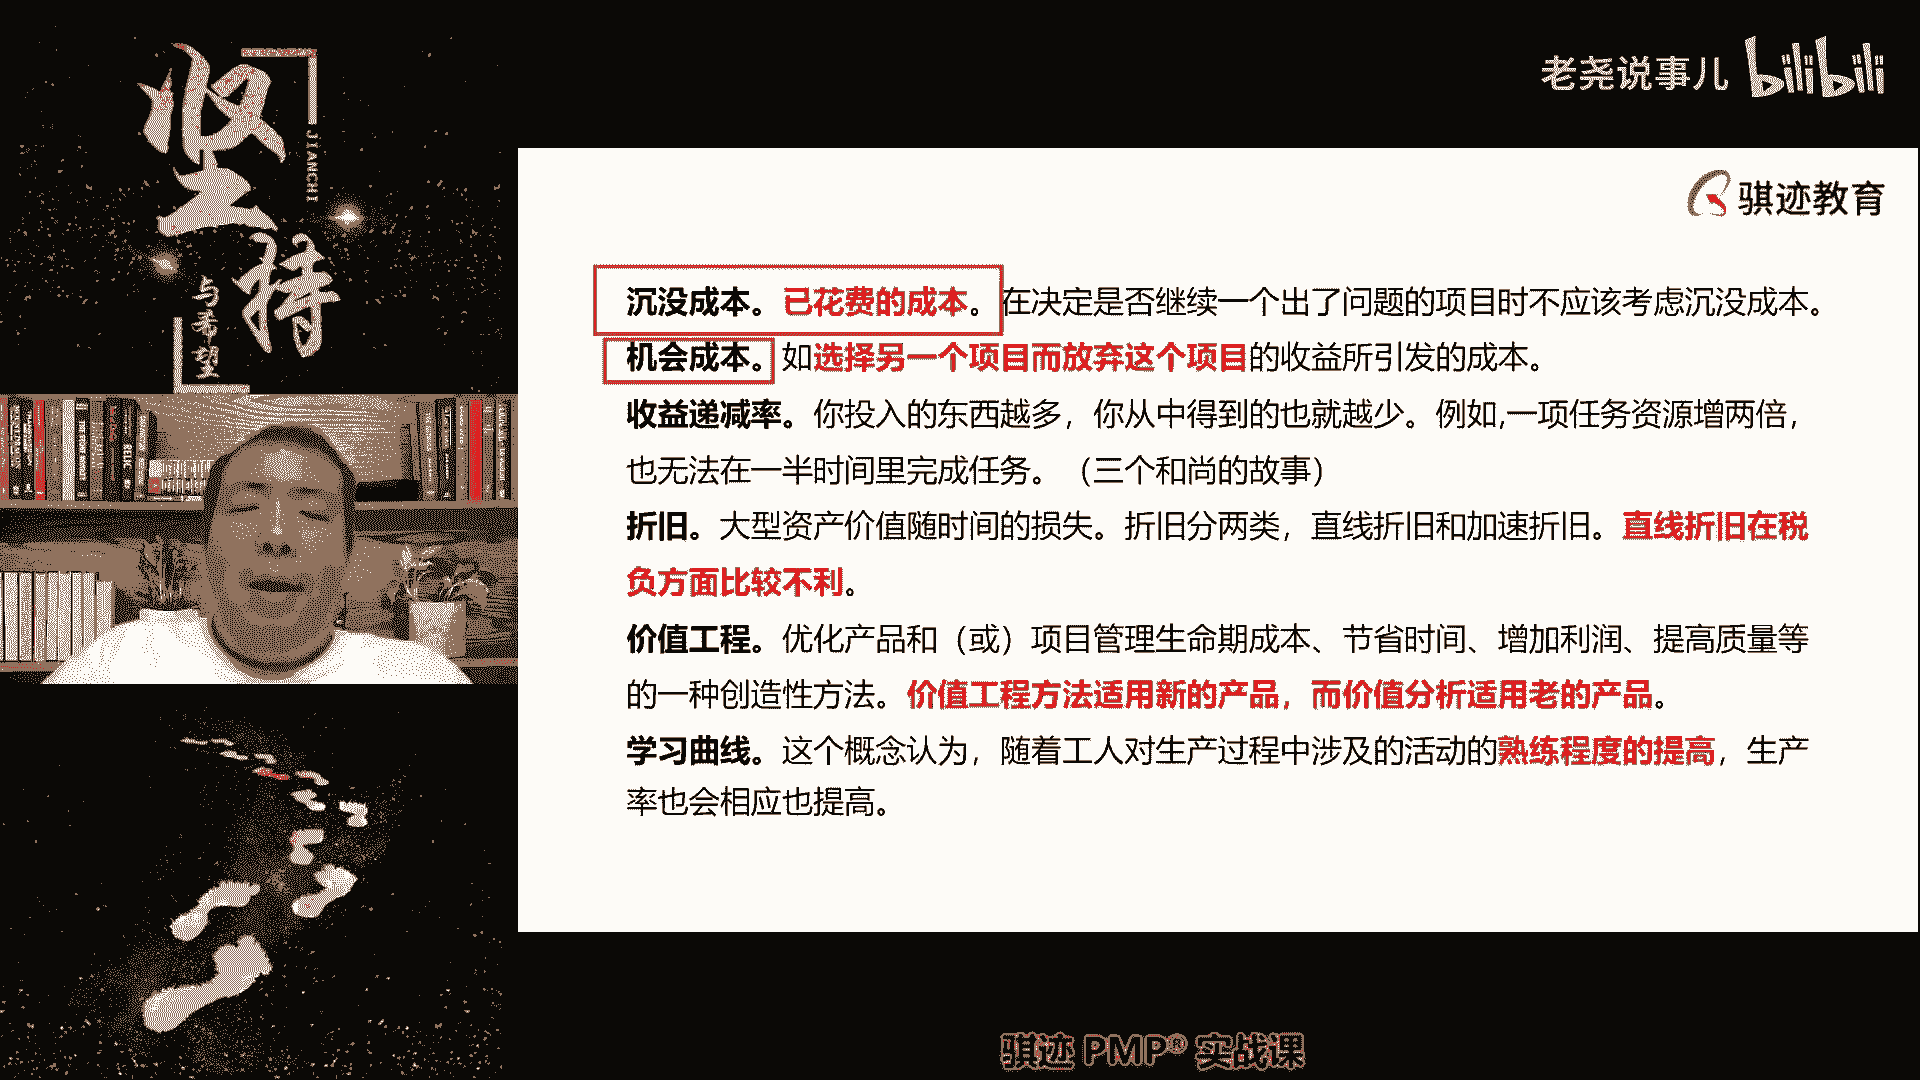 坚持
JIANCHI
与希望
老尧说事儿 bilibili
骐迹教育
沉没成本。已花费的成本。在决定是否继续一个出了问题的项目时不应该考虑沉没成本。
机会成本。如选择另一个项目而放弃这个项目的收益所引发的成本。
收益递减率。你投入的东西越多，你从中得到的也就越少。例如,一项任务资源增两倍，
也无法在一半时间里完成任务。（三个和尚的故事）
折旧。大型资产价值随时间的损失。折旧分两类，直线折旧和加速折旧。直线折旧在税
负方面比较不利。
价值工程。优化产品和（或）项目管理生命期成本、节省时间、增加利润、提高质量等
的一种创造性方法。价值工程方法适用新的产品，而价值分析适用老的产品。
学习曲线。这个概念认为，随着工人对生产过程中涉及的活动的熟练程度的提高，生产
率也会相应也提高。
骐迹 PMP® 实战课